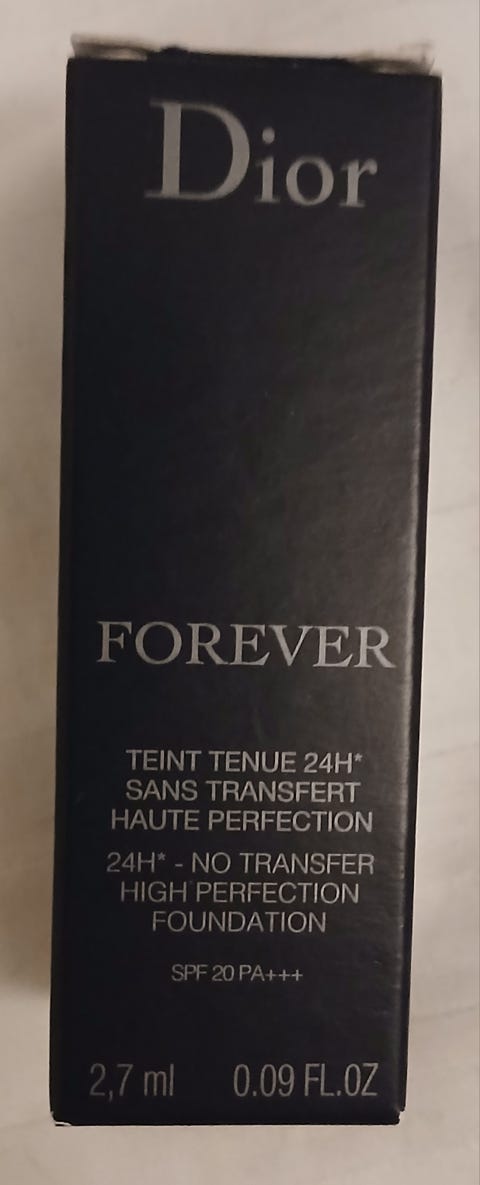 Dior
FOREVER
TEINT TENUE 24H*
SANS TRANSFERT
HAUTE PERFECTION
24H* - NO TRANSFER
HIGH PERFECTION
FOUNDATION
SPF 20 PA+++
2,7 ml 0.09 FL.OZ